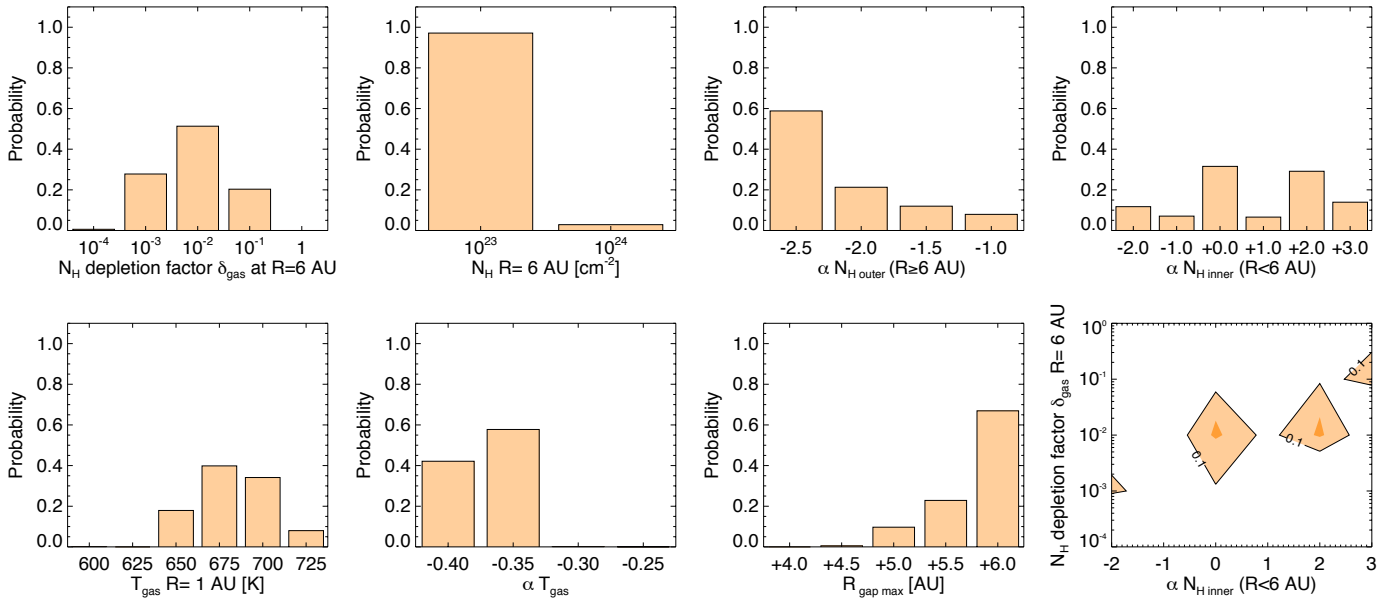 Probability
1.0
0.8
0.6
0.4
0.2
0.0
10⁻⁴ 10⁻³ 10⁻² 10⁻¹ 1
N_H depletion factor δ_gas at R=6 AU
Probability
1.0
0.8
0.6
0.4
0.2
0.0
10²³ 10²⁴
N_H R= 6 AU [cm⁻²]
Probability
1.0
0.8
0.6
0.4
0.2
0.0
-2.5 -2.0 -1.5 -1.0
α N_H outer (R≥6 AU)
Probability
1.0
0.8
0.6
0.4
0.2
0.0
-2.0 -1.0 +0.0 +1.0 +2.0 +3.0
α N_H inner (R<6 AU)
Probability
1.0
0.8
0.6
0.4
0.2
0.0
600 625 650 675 700 725
T_gas R= 1 AU [K]
Probability
1.0
0.8
0.6
0.4
0.2
0.0
-0.40 -0.35 -0.30 -0.25
α T_gas
Probability
1.0
0.8
0.6
0.4
0.2
0.0
+4.0 +4.5 +5.0 +5.5 +6.0
R_gap max [AU]
N_H depletion factor δ_gas R= 6 AU
10⁰
10⁻¹
10⁻²
10⁻³
10⁻⁴
0.1
0.1
0.1
-2 -1 0 1 2 3
α N_H inner (R<6 AU)